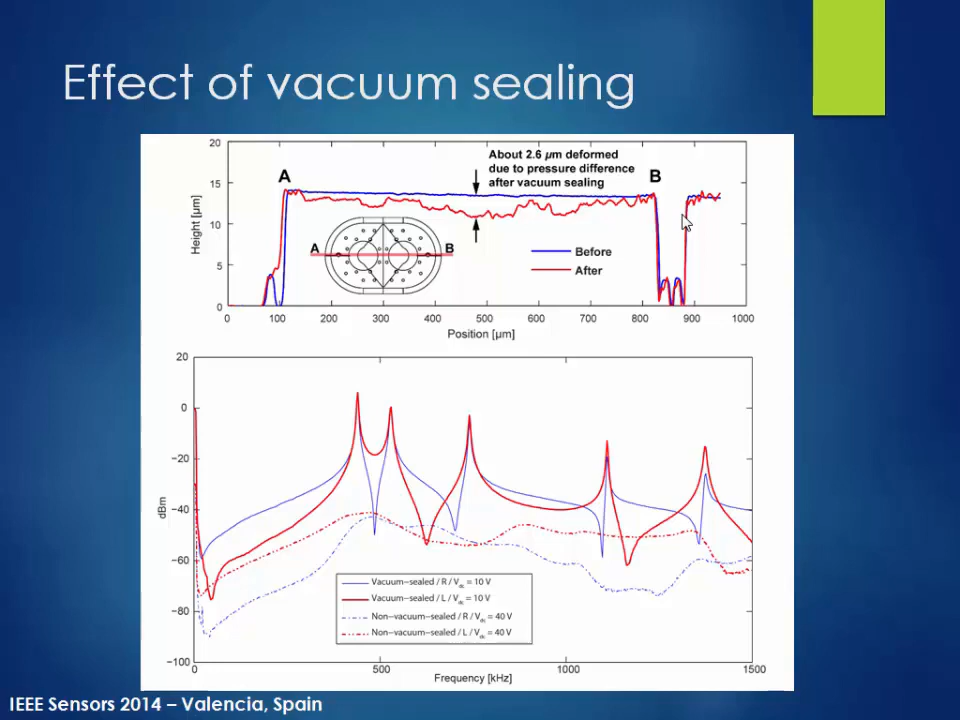 Effect of vacuum sealing
20
15
10
5
0
Height [µm]
A
About 2.6 µm deformed
due to pressure difference
after vacuum sealing
B
A
B
Before
After
0 100 200 300 400 500 600 700 800 900 1000
Position [µm]
20
0
−20
−40
−60
−80
−100
dBm
Vacuum−sealed / R / Vdc = 10 V
Vacuum−sealed / L / Vdc = 10 V
Non−vacuum−sealed / R / Vdc = 40 V
Non−vacuum−sealed / L / Vdc = 40 V
0 500 1000 1500
Frequency [kHz]
IEEE Sensors 2014 – Valencia, Spain